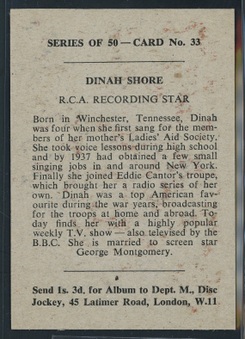 SERIES OF 50 — CARD No. 33
DINAH SHORE
R.C.A. RECORDING STAR
Born in Winchester, Tennessee, Dinah
was four when she first sang for the mem-
bers of her mother's Ladies' Aid Society.
She took voice lessons during high school
and by 1937 had obtained a few small
singing jobs in and around New York.
Finally she joined Eddie Cantor's troupe,
which brought her a radio series of her
own. Dinah was a top American fav-
ourite during the war years, broadcasting
for the troops at home and abroad. To-
day finds her with a highly popular
weekly T.V. show — also televised by the
B.B.C. She is married to screen star
George Montgomery.
Send 1s. 3d. for Album to Dept. M., Disc
Jockey, 45 Latimer Road, London, W.11